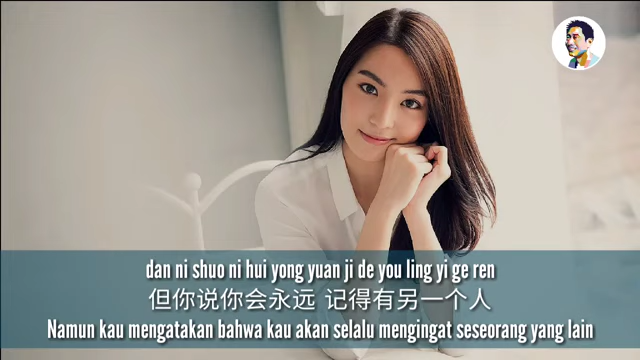 dan ni shuo ni hui yong yuan ji de you ling yi ge ren
但你说你会永远 记得有另一个人
Namun kau mengatakan bahwa kau akan selalu mengingat seseorang yang lain